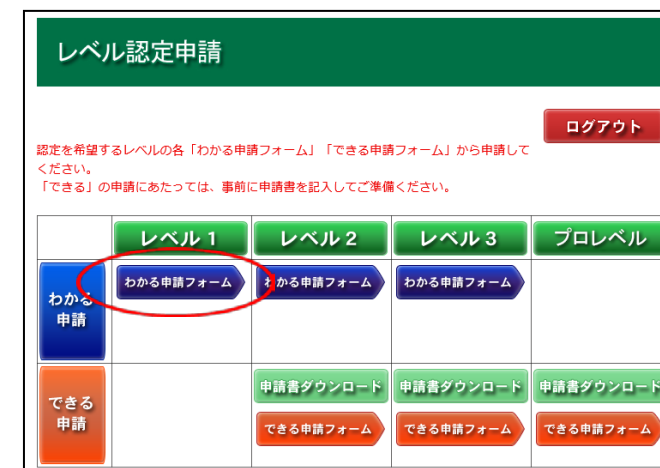 レベル認定申請
ログアウト
認定を希望するレベルの各「わかる申請フォーム」「できる申請フォーム」から申請して
ください。
「できる」の申請にあたっては、事前に申請書を記入してご準備ください。
レベル 1 レベル 2 レベル 3 プロレベル
わかる
申請
わかる申請フォーム わかる申請フォーム わかる申請フォーム
できる
申請
申請書ダウンロード 申請書ダウンロード 申請書ダウンロード
できる申請フォーム できる申請フォーム できる申請フォーム